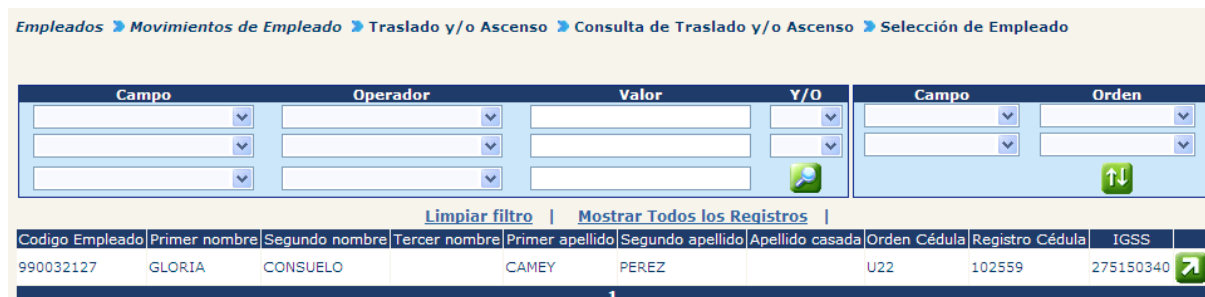 Empleados Movimientos de Empleado Traslado y/o Ascenso Consulta de Traslado y/o Ascenso Selección de Empleado
Campo Operador Valor Y/O Campo Orden
Limpiar filtro | Mostrar Todos los Registros |
Codigo Empleado Primer nombre Segundo nombre Tercer nombre Primer apellido Segundo apellido Apellido casada Orden Cédula Registro Cédula IGSS
990032127 GLORIA CONSUELO CAMEY PEREZ U22 102559 275150340
1